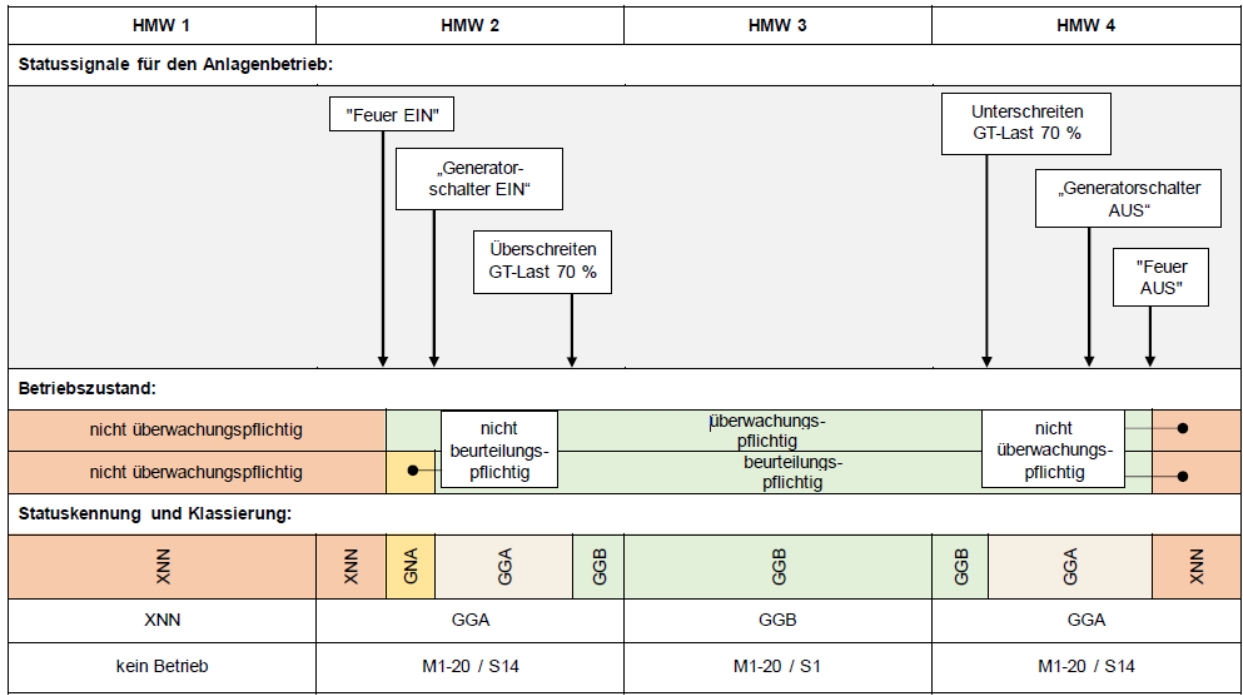 HMW 1 HMW 2 HMW 3 HMW 4
Statussignale für den Anlagenbetrieb:
"Feuer EIN"
„Generator-
schalter EIN“
Überschreiten
GT-Last 70 %
Unterschreiten
GT-Last 70 %
„Generatorschalter
AUS“
"Feuer
AUS"
Betriebszustand:
nicht überwachungspflichtig
nicht überwachungspflichtig
nicht
beurteilungs-
pflichtig
überwachungs-
pflichtig
beurteilungs-
pflichtig
nicht
überwachungs-
pflichtig
Statuskennung und Klassierung:
XNN XNN GNA GGA GGB GGB GGB GGA XNN
XNN GGA GGB GGA
kein Betrieb M1-20 / S14 M1-20 / S1 M1-20 / S14